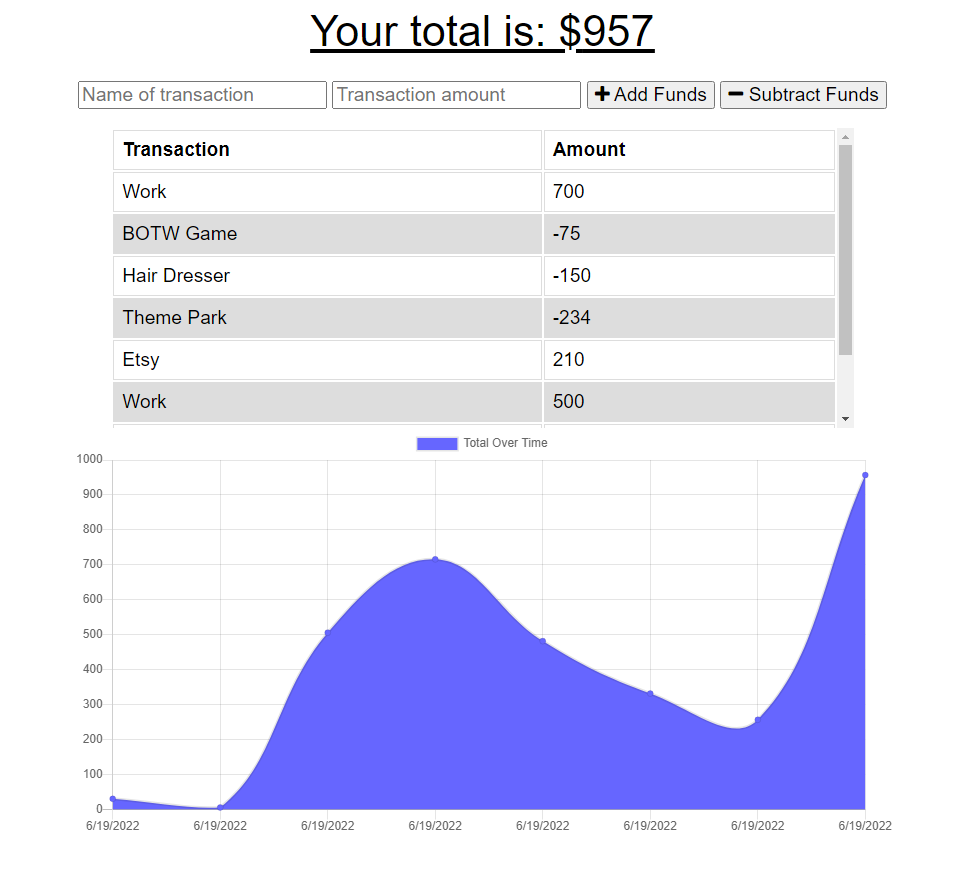 Your total is: $957
Name of transaction Transaction amount Add Funds Subtract Funds
Transaction Amount
Work 700
BOTW Game -75
Hair Dresser -150
Theme Park -234
Etsy 210
Work 500
Total Over Time
1000
900
800
700
600
500
400
300
200
100
0
6/19/2022 6/19/2022 6/19/2022 6/19/2022 6/19/2022 6/19/2022 6/19/2022 6/19/2022